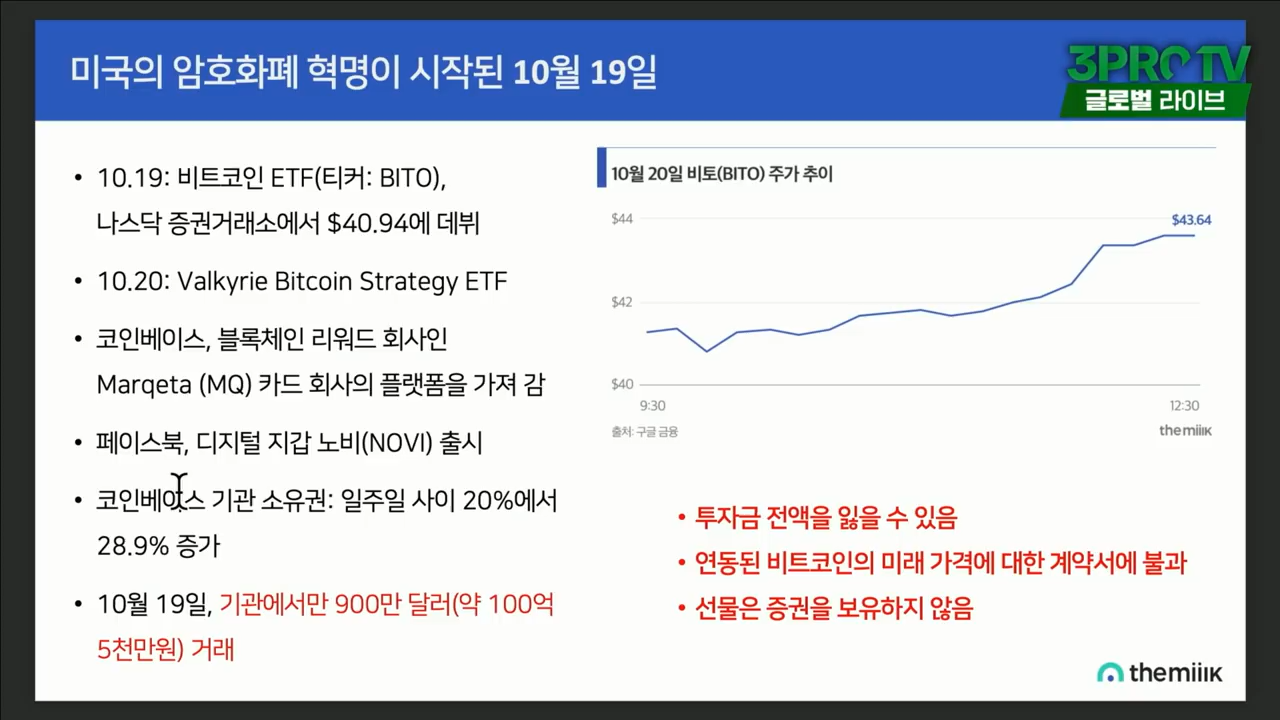 미국의 암호화폐 혁명이 시작된 10월 19일
3PRO TV
글로벌 라이브
• 10.19: 비트코인 ETF(티커: BITO),
나스닥 증권거래소에서 $40.94에 데뷔
• 10.20: Valkyrie Bitcoin Strategy ETF
• 코인베이스, 블록체인 리워드 회사인
Marqeta (MQ) 카드 회사의 플랫폼을 가져 감
• 페이스북, 디지털 지갑 노비(NOVI) 출시
• 코인베이스 기관 소유권: 일주일 사이 20%에서
28.9% 증가
• 10월 19일, 기관에서만 900만 달러(약 100억
5천만원) 거래
10월 20일 비토(BITO) 주가 추이
$44
$43.64
$42
$40
9:30
12:30
출처: 구글 금융
themiilk
• 투자금 전액을 잃을 수 있음
• 연동된 비트코인의 미래 가격에 대한 계약서에 불과
• 선물은 증권을 보유하지 않음
themiilk